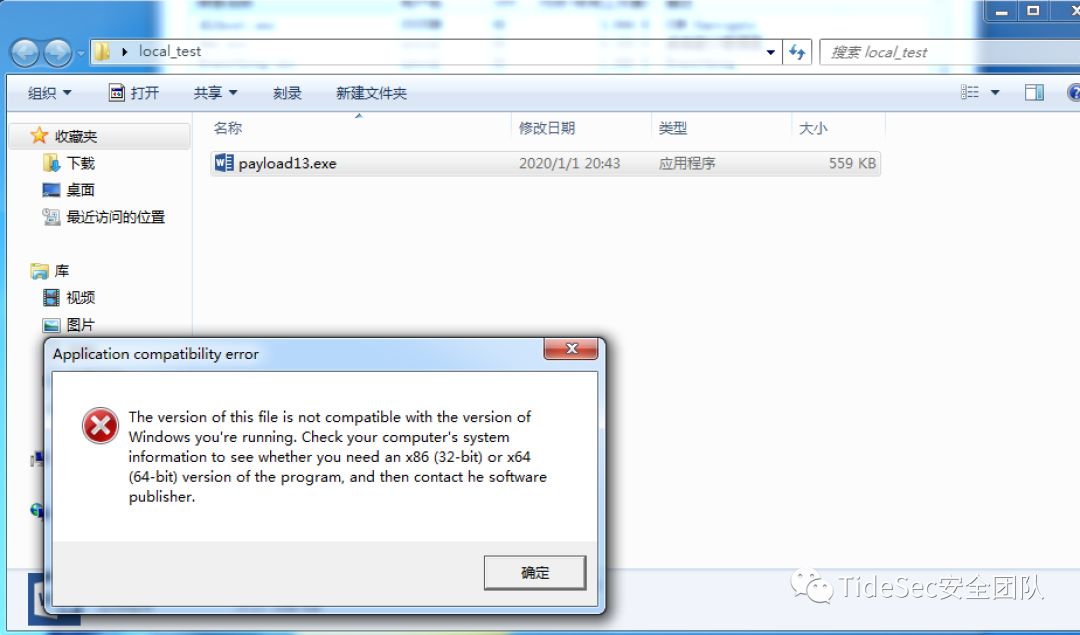 local_test
搜索 local_test
组织 打开 共享 刻录 新建文件夹
名称 修改日期 类型 大小
收藏夹
payload13.exe 2020/1/1 20:43 应用程序 559 KB
下载
桌面
最近访问的位置
库
视频
图片
Application compatibility error
The version of this file is not compatible with the version of
Windows you're running. Check your computer's system
information to see whether you need an x86 (32-bit) or x64
(64-bit) version of the program, and then contact he software
publisher.
确定
TideSec安全团队